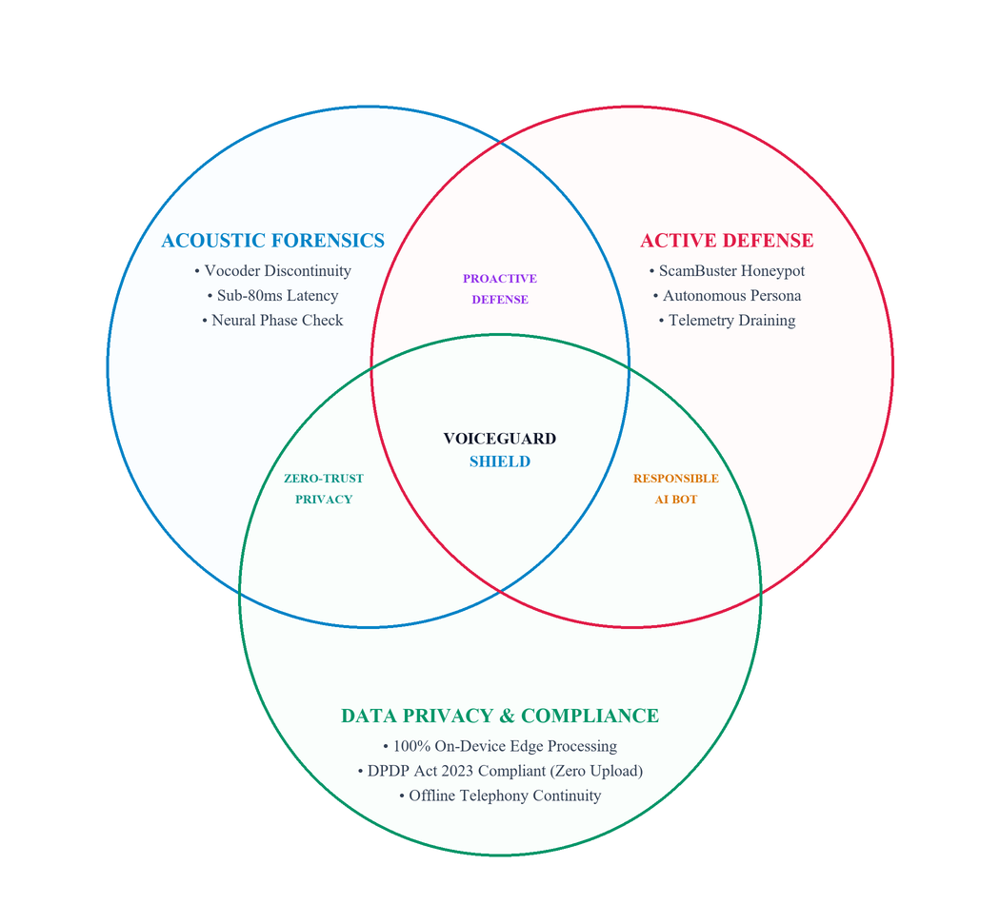 ACOUSTIC FORENSICS
• Vocoder Discontinuity
• Sub-80ms Latency
• Neural Phase Check
ACTIVE DEFENSE
• ScamBuster Honeypot
• Autonomous Persona
• Telemetry Draining
PROACTIVE
DEFENSE
VOICEGUARD
SHIELD
ZERO-TRUST
PRIVACY
RESPONSIBLE
AI BOT
DATA PRIVACY & COMPLIANCE
• 100% On-Device Edge Processing
• DPDP Act 2023 Compliant (Zero Upload)
• Offline Telephony Continuity